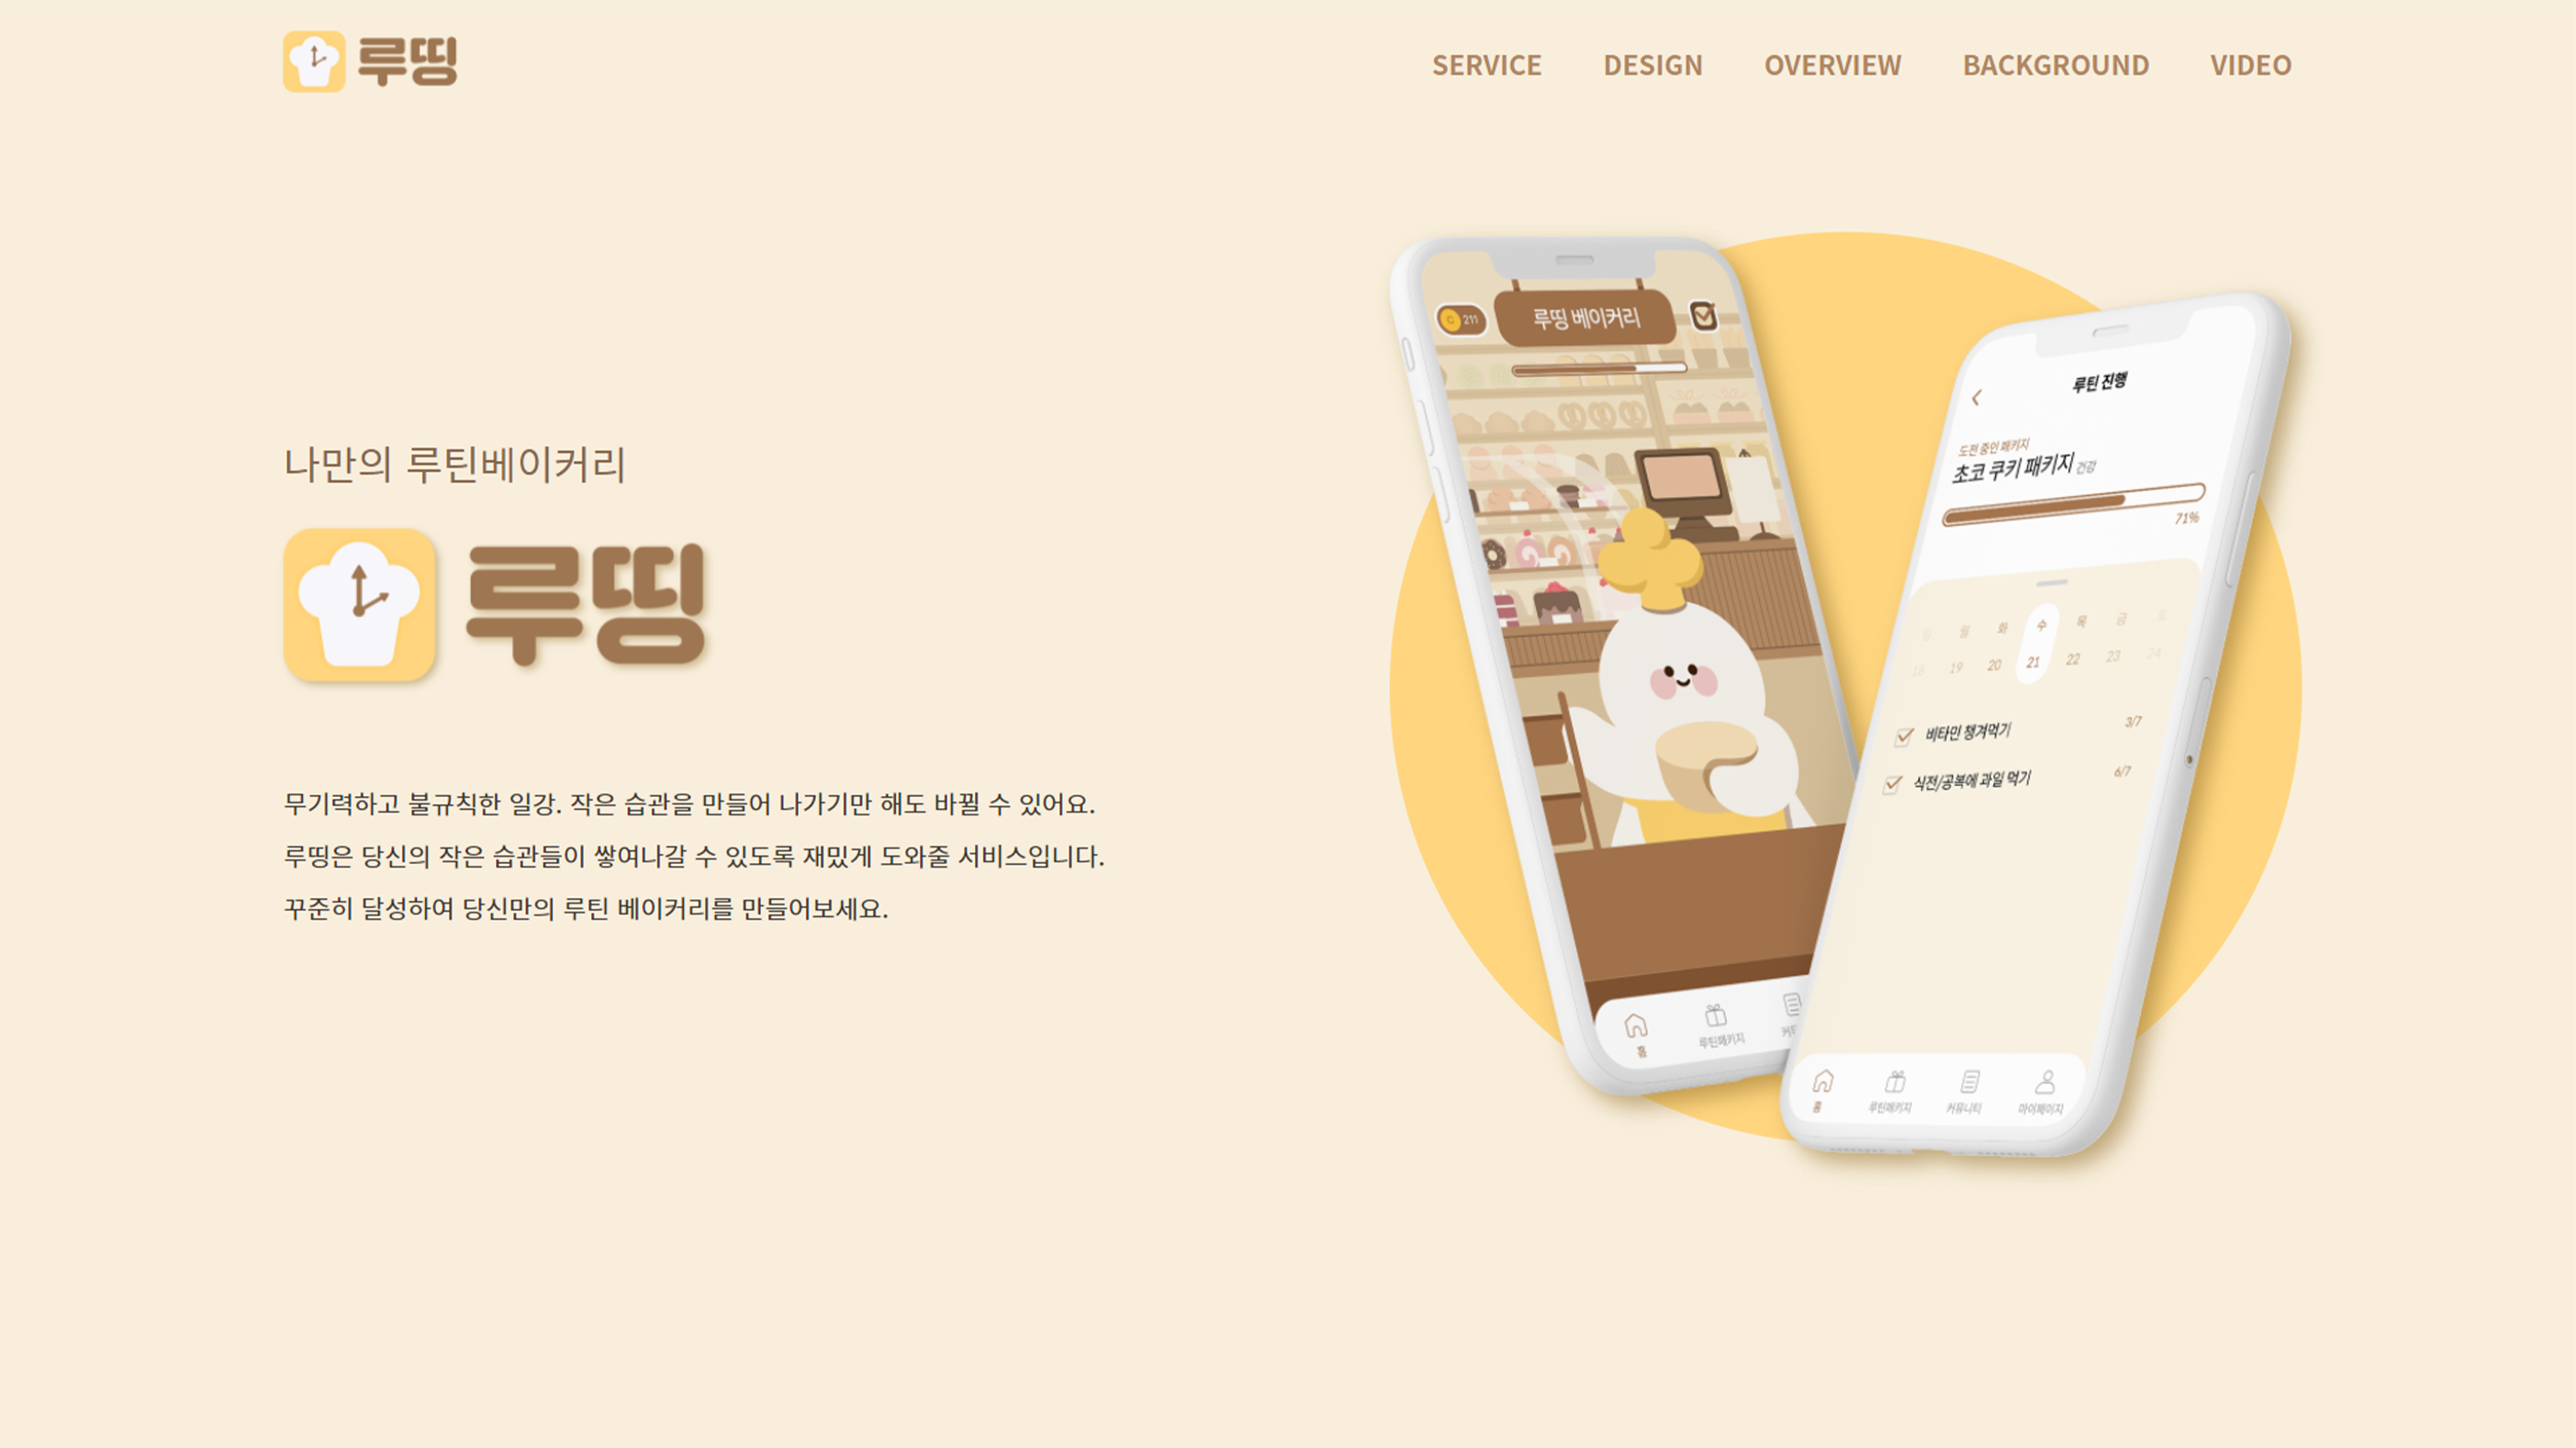 루띵
SERVICE DESIGN OVERVIEW BACKGROUND VIDEO
나만의 루틴베이커리
루띵
무기력하고 불규칙한 일강. 작은 습관을 만들어 나가기만 해도 바뀔 수 있어요.
루띵은 당신의 작은 습관들이 쌓여나갈 수 있도록 재밌게 도와줄 서비스입니다.
꾸준히 달성하여 당신만의 루틴 베이커리를 만들어보세요.
C 211
루띵 베이커리
홈 루틴패키지
루틴 진행
도전 중인 패키지
초코 쿠키 패키지 건강
71%
일 월 화 수 목 금 토
18 19 20 21 22 23 24
비타민 챙겨먹기 3/7
식전/공복에 과일 먹기 6/7
홈 루틴패키지 커뮤니티 마이페이지